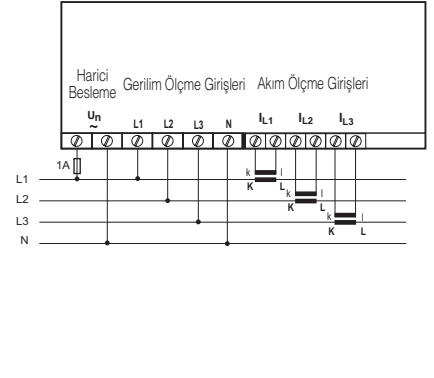 Harici
Besleme
Gerilim Ölçme Girişleri
Akım Ölçme Girişleri
Un
~
L1
L2
L3
N
IL1
IL2
IL3
1A
L1
k
l
K
L
L2
k
l
K
L
L3
k
l
K
L
N